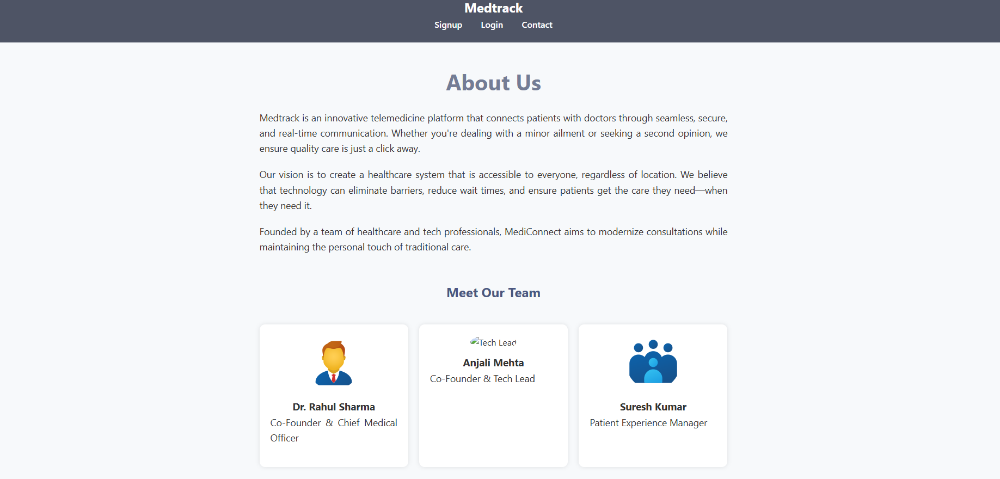 Medtrack
Signup Login Contact
About Us
Medtrack is an innovative telemedicine platform that connects patients with doctors through seamless, secure,
and real-time communication. Whether you're dealing with a minor ailment or seeking a second opinion, we
ensure quality care is just a click away.
Our vision is to create a healthcare system that is accessible to everyone, regardless of location. We believe
that technology can eliminate barriers, reduce wait times, and ensure patients get the care they need—when
they need it.
Founded by a team of healthcare and tech professionals, MediConnect aims to modernize consultations while
maintaining the personal touch of traditional care.
Meet Our Team
Dr. Rahul Sharma
Co-Founder & Chief Medical
Officer
Tech Lead
Anjali Mehta
Co-Founder & Tech Lead
Suresh Kumar
Patient Experience Manager